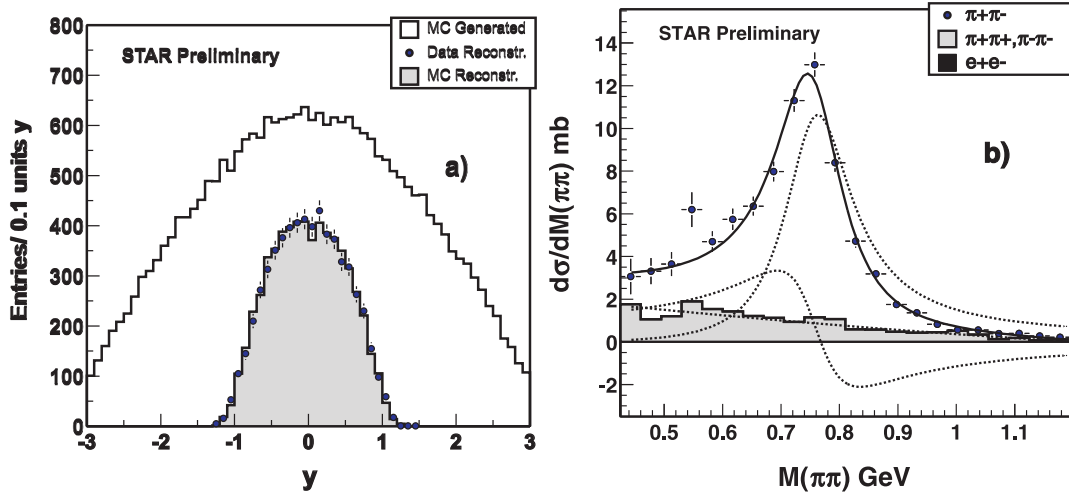 MC Generated
Data Reconstr.
MC Reconstr.
STAR Preliminary
a)
Entries/ 0.1 units y
800
700
600
500
400
300
200
100
0
-3 -2 -1 0 1 2 3
y
π+π-
π+π+,π-π-
e+e-
STAR Preliminary
b)
dσ/dM(ππ) mb
14
12
10
8
6
4
2
0
-2
0.5 0.6 0.7 0.8 0.9 1 1.1
M(ππ) GeV